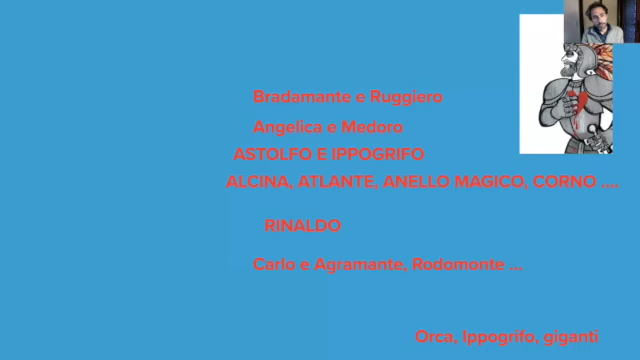 Bradamante e Ruggiero
Angelica e Medoro
ASTOLFO E IPPOGRIFO
ALCINA, ATLANTE, ANELLO MAGICO, CORNO ....
RINALDO
Carlo e Agramante, Rodomonte ...
Orca, Ippogrifo, giganti